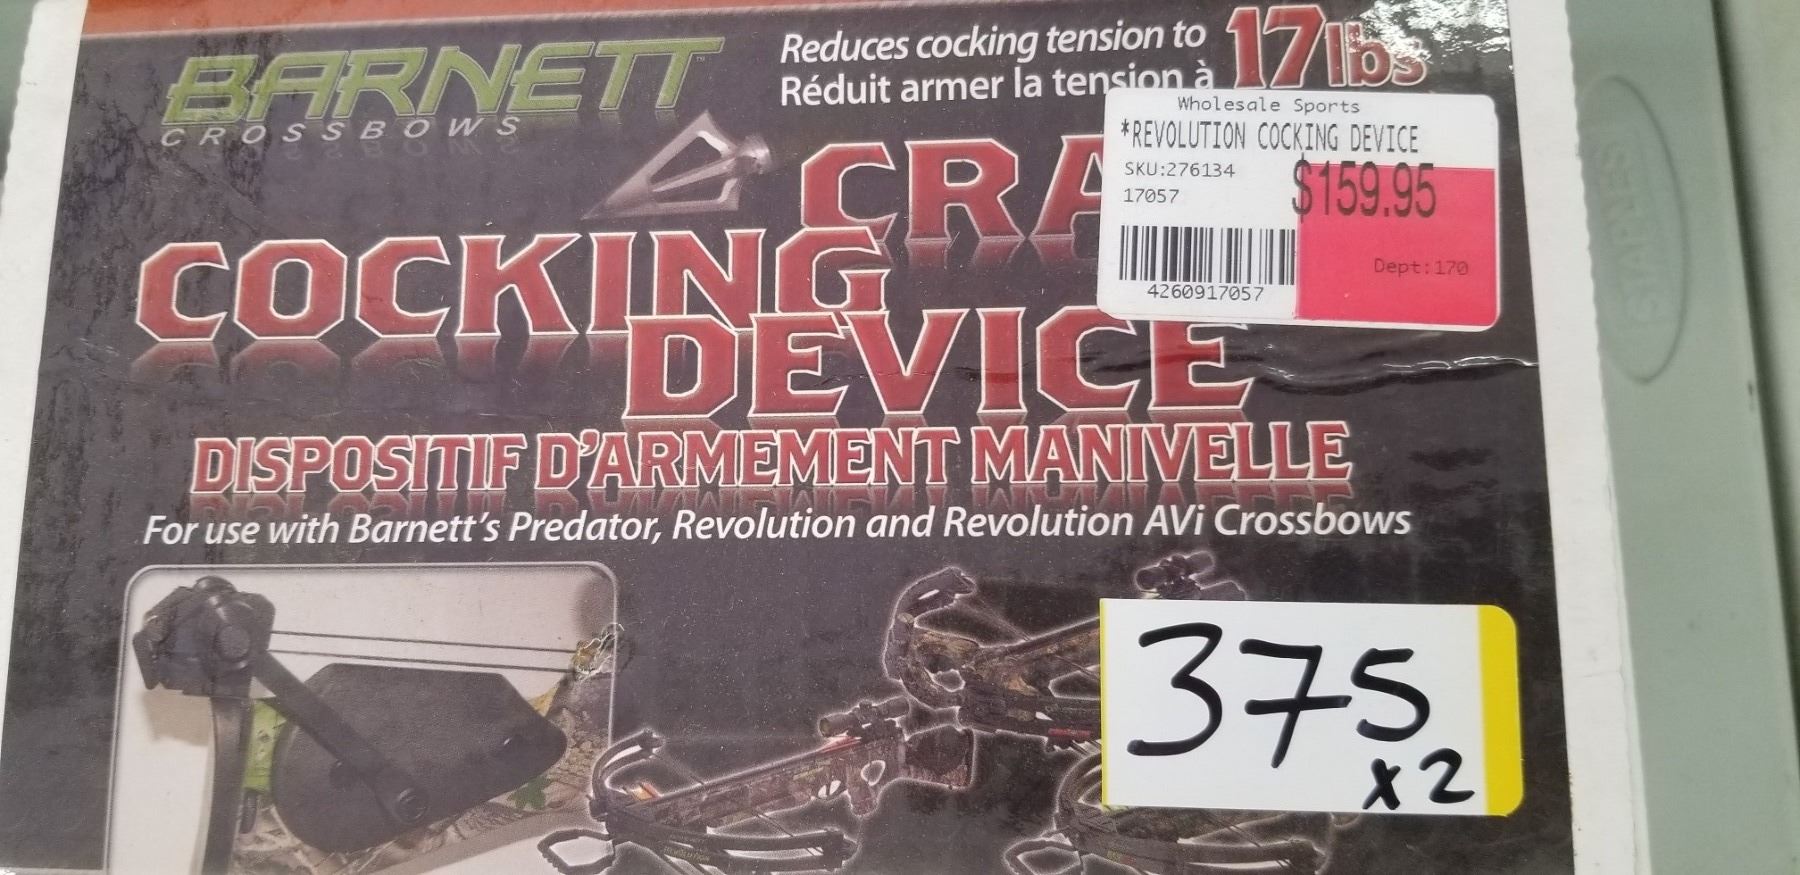 BARNETT
CROSSBOWS
Reduces cocking tension to 17lbs
Réduit armer la tension à
Wholesale Sports
*REVOLUTION COCKING DEVICE
SKU:276134
$159.95
17057
Dept:170
4260917057
CRA
COCKING
DEVICE
DISPOSITIF D'ARMEMENT MANIVELLE
For use with Barnett's Predator, Revolution and Revolution AVi Crossbows
375
x2